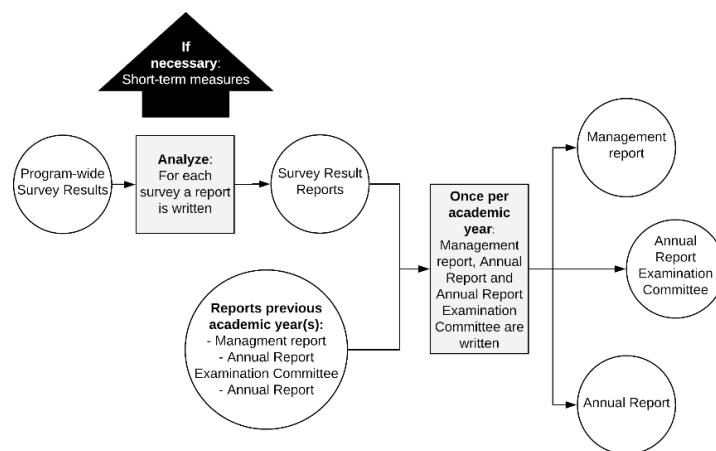 If
necessary:
Short-term measures
Program-wide
Survey Results
Analyze:
For each
survey a report
is written
Survey Result
Reports
Reports previous
academic year(s):
- Managment report
- Annual Report
Examination Committee
- Annual Report
Once per
academic
year:
Management
report, Annual
Report and
Annual Report
Examination
Committee are
written
Management
report
Annual
Report
Examination
Committee
Annual Report